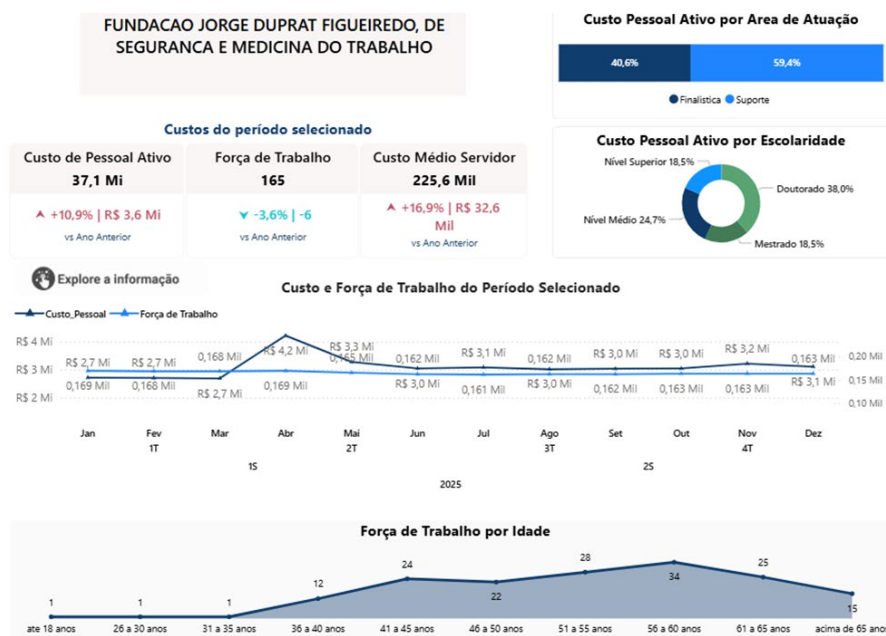 FUNDACAO JORGE DUPRAT FIGUEIREDO, DE
SEGURANCA E MEDICINA DO TRABALHO
Custo Pessoal Ativo por Area de Atuação
40,6%
59,4%
Finalistica
Suporte
Custos do período selecionado
Custo de Pessoal Ativo
37,1 Mi
+10,9% | R$ 3,6 Mi
vs Ano Anterior
Força de Trabalho
165
-3,6% | -6
vs Ano Anterior
Custo Médio Servidor
225,6 Mil
+16,9% | R$ 32,6
Mil
vs Ano Anterior
Custo Pessoal Ativo por Escolaridade
Nível Superior 18,5%
Doutorado 38,0%
Nível Médio 24,7%
Mestrado 18,5%
Explore a informação
Custo e Força de Trabalho do Período Selecionado
Custo_Pessoal
Força de Trabalho
R$ 4 Mi
R$ 3 Mi
R$ 2 Mi
R$ 2,7 Mi
R$ 2,7 Mi
0,168 Mil
R$ 4,2 Mi
R$ 3,3 Mi
0,165 Mil
0,162 Mil
R$ 3,1 Mi
0,162 Mil
R$ 3,0 Mi
R$ 3,0 Mi
R$ 3,2 Mi
0,163 Mil
0,169 Mil
0,168 Mil
R$ 2,7 Mi
0,169 Mil
R$ 3,0 Mi
0,161 Mil
R$ 3,0 Mi
0,162 Mil
0,163 Mil
0,163 Mil
R$ 3,1 Mi
0,20 Mil
0,15 Mil
0,10 Mil
Jan
Fev
Mar
Abr
Mai
Jun
Jul
Ago
Set
Out
Nov
Dez
1T
2T
3T
4T
1S
2S
2025
Força de Trabalho por Idade
1
1
1
12
24
22
28
34
25
15
ate 18 anos
26 a 30 anos
31 a 35 anos
36 a 40 anos
41 a 45 anos
46 a 50 anos
51 a 55 anos
56 a 60 anos
61 a 65 anos
acima de 65 anos